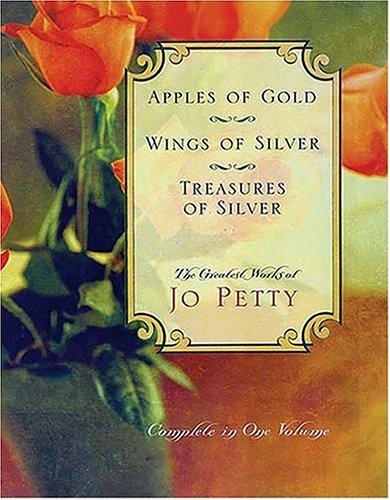 APPLES OF GOLD
WINGS OF SILVER
TREASURES
OF SILVER
The Greatest Works of
JO PETTY
Complete in One Volume